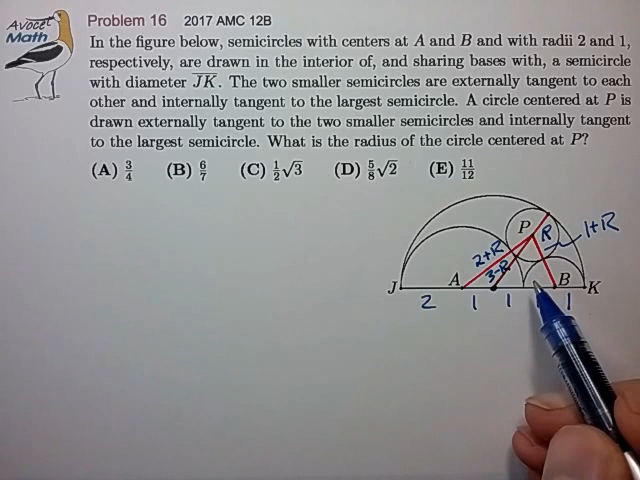 Avocet
Math
Problem 16 2017 AMC 12B
In the figure below, semicircles with centers at A and B and with radii 2 and 1,
respectively, are drawn in the interior of, and sharing bases with, a semicircle
with diameter JK. The two smaller semicircles are externally tangent to each
other and internally tangent to the largest semicircle. A circle centered at P is
drawn externally tangent to the two smaller semicircles and internally tangent
to the largest semicircle. What is the radius of the circle centered at P?
(A) 3/4 (B) 6/7 (C) 1/2√3 (D) 5/8√2 (E) 11/12
P R 1+R
2+R
3-R
J A B K
2 1 1 1